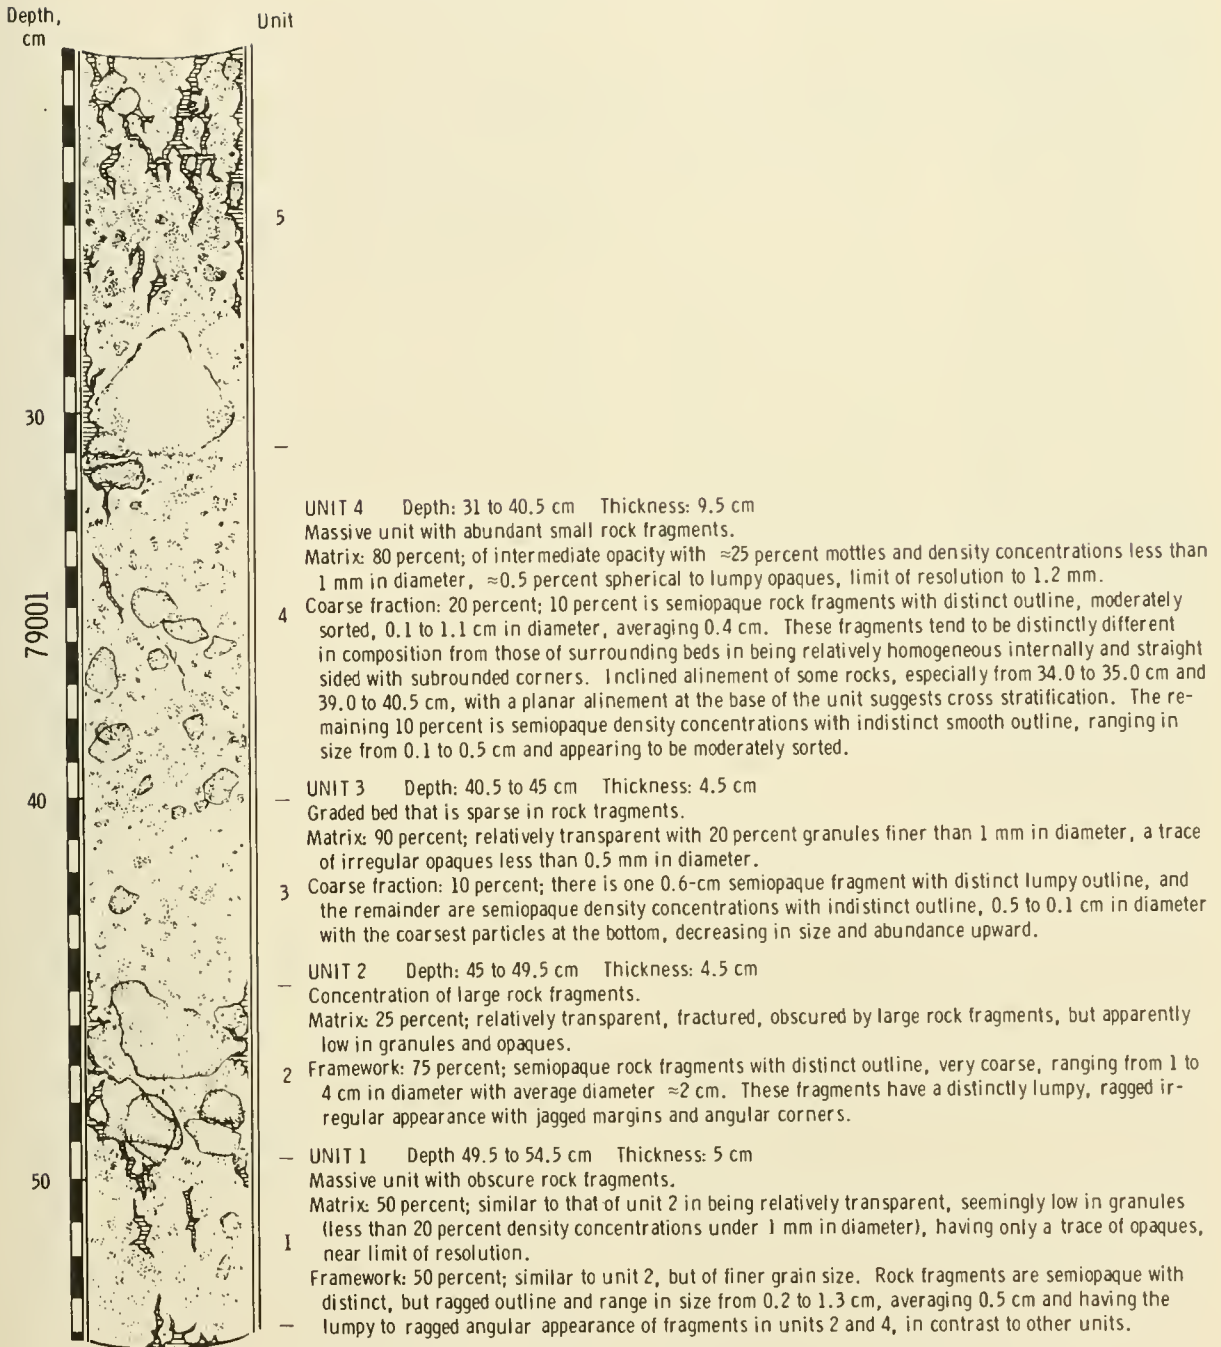 Depth,
cm
Unit
5
30
UNIT 4 Depth: 31 to 40.5 cm Thickness: 9.5 cm
Massive unit with abundant small rock fragments.
Matrix: 80 percent; of intermediate opacity with ≈25 percent mottles and density concentrations less than
1 mm in diameter, ≈0.5 percent spherical to lumpy opaques, limit of resolution to 1.2 mm.
79001
4
Coarse fraction: 20 percent; 10 percent is semiopaque rock fragments with distinct outline, moderately
sorted, 0.1 to 1.1 cm in diameter, averaging 0.4 cm. These fragments tend to be distinctly different
in composition from those of surrounding beds in being relatively homogeneous internally and straight
sided with subrounded corners. Inclined alinement of some rocks, especially from 34.0 to 35.0 cm and
39.0 to 40.5 cm, with a planar alinement at the base of the unit suggests cross stratification. The re-
maining 10 percent is semiopaque density concentrations with indistinct smooth outline, ranging in
size from 0.1 to 0.5 cm and appearing to be moderately sorted.
40
UNIT 3 Depth: 40.5 to 45 cm Thickness: 4.5 cm
Graded bed that is sparse in rock fragments.
Matrix: 90 percent; relatively transparent with 20 percent granules finer than 1 mm in diameter, a trace
of irregular opaques less than 0.5 mm in diameter.
3
Coarse fraction: 10 percent; there is one 0.6-cm semiopaque fragment with distinct lumpy outline, and
the remainder are semiopaque density concentrations with indistinct outline, 0.5 to 0.1 cm in diameter
with the coarsest particles at the bottom, decreasing in size and abundance upward.
UNIT 2 Depth: 45 to 49.5 cm Thickness: 4.5 cm
Concentration of large rock fragments.
Matrix: 25 percent; relatively transparent, fractured, obscured by large rock fragments, but apparently
low in granules and opaques.
2
Framework: 75 percent; semiopaque rock fragments with distinct outline, very coarse, ranging from 1 to
4 cm in diameter with average diameter ≈2 cm. These fragments have a distinctly lumpy, ragged ir-
regular appearance with jagged margins and angular corners.
50
UNIT 1 Depth 49.5 to 54.5 cm Thickness: 5 cm
Massive unit with obscure rock fragments.
Matrix: 50 percent; similar to that of unit 2 in being relatively transparent, seemingly low in granules
(less than 20 percent density concentrations under 1 mm in diameter), having only a trace of opaques,
near limit of resolution.
1
Framework: 50 percent; similar to unit 2, but of finer grain size. Rock fragments are semiopaque with
distinct, but ragged outline and range in size from 0.2 to 1.3 cm, averaging 0.5 cm and having the
lumpy to ragged angular appearance of fragments in units 2 and 4, in contrast to other units.